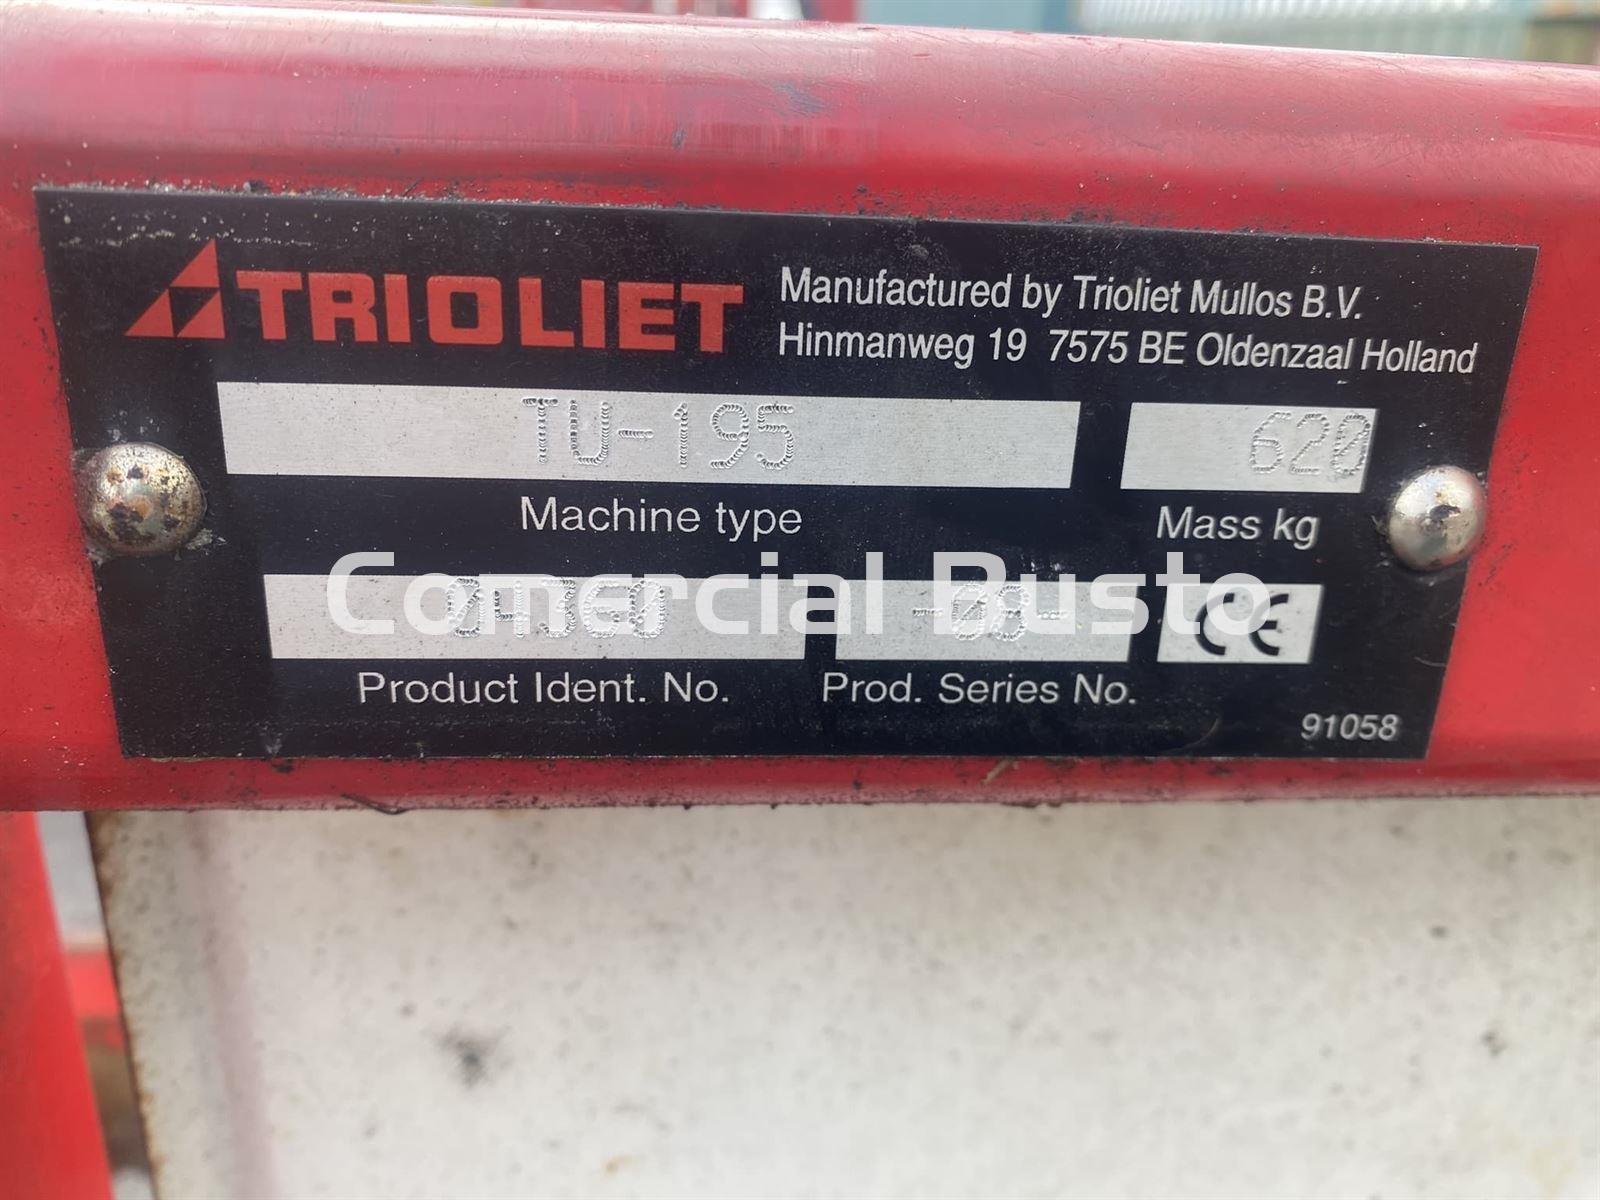 TRIOLIET
Manufactured by Trioliet Mullos B.V.
Hinmanweg 19 7575 BE Oldenzaal Holland
TU-195
620
Machine type
Mass kg
Comercial Busto
-08-
CE
Product Ident. No.
Prod. Series No.
91058